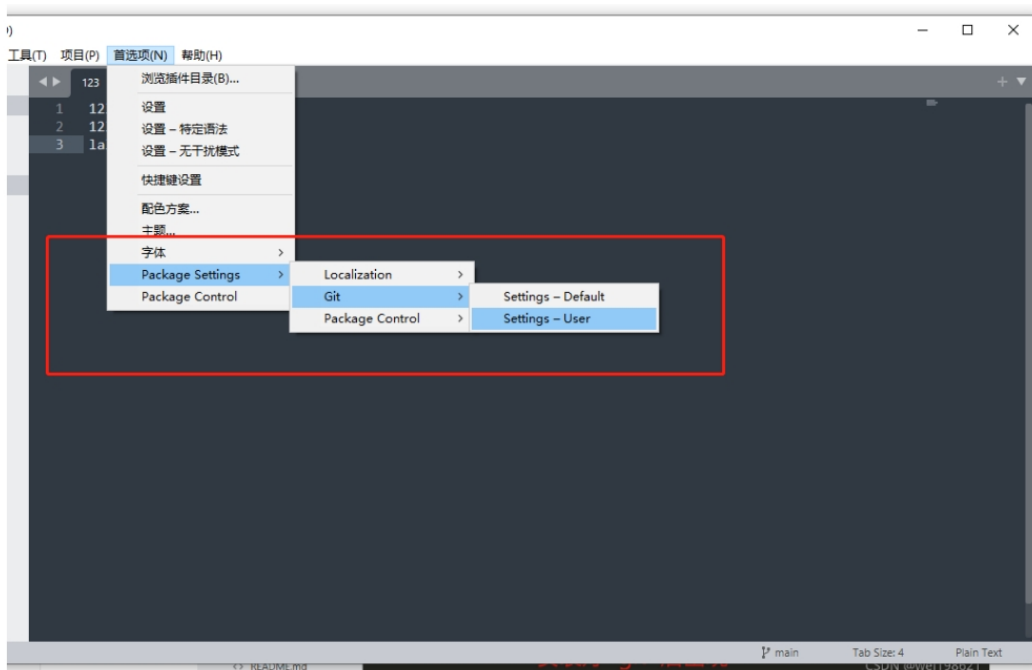 工具(T) 项目(P) 首选项(N) 帮助(H)
123
浏览插件目录(B)...
1 12
设置
2 12
设置 – 特定语法
3 1a
设置 – 无干扰模式
快捷键设置
配色方案...
主题...
字体
Package Settings
Package Control
Localization
Git
Package Control
Settings – Default
Settings – User
main
Tab Size: 4
Plain Text
README.md
CSDN @wei198621